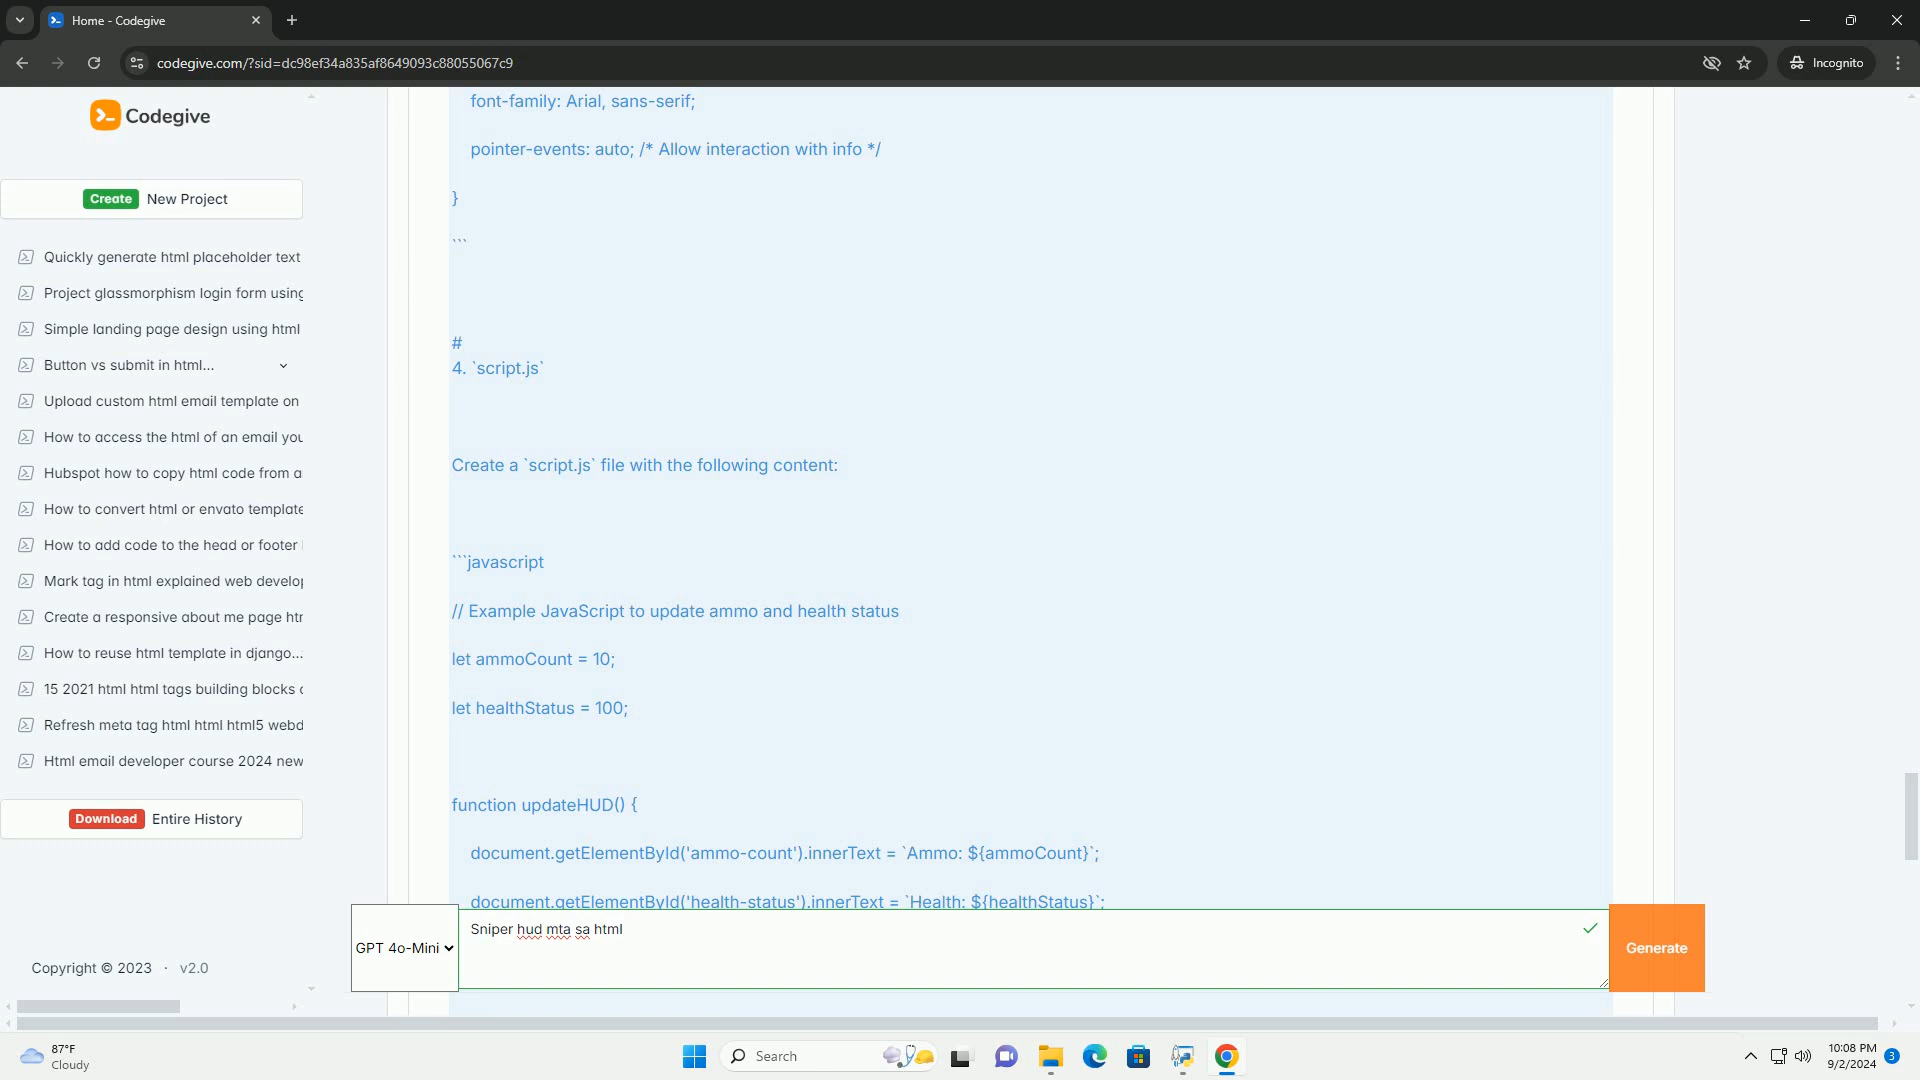 Home - Codegive
codegive.com/?sid=dc98ef34a835af8649093c88055067c9
Incognito
Codegive
Create New Project
Quickly generate html placeholder text
Project glassmorphism login form using
Simple landing page design using html
Button vs submit in html...
Upload custom html email template on
How to access the html of an email you
Hubspot how to copy html code from a
How to convert html or envato template
How to add code to the head or footer
Mark tag in html explained web develop
Create a responsive about me page htm
How to reuse html template in django...
15 2021 html html tags building blocks
Refresh meta tag html html html5 webd
Html email developer course 2024 new
Download Entire History
Copyright © 2023 · v2.0
font-family: Arial, sans-serif;
pointer-events: auto; /* Allow interaction with info */
}
```
#
4. `script.js`
Create a `script.js` file with the following content:
```javascript
// Example JavaScript to update ammo and health status
let ammoCount = 10;
let healthStatus = 100;
function updateHUD() {
document.getElementById('ammo-count').innerText = `Ammo: ${ammoCount}`;
document.getElementById('health-status').innerText = `Health: ${healthStatus}`;
GPT 4o-Mini
Sniper hud mta sa html
Generate
87°F
Cloudy
Search
10:08 PM
9/2/2024
3